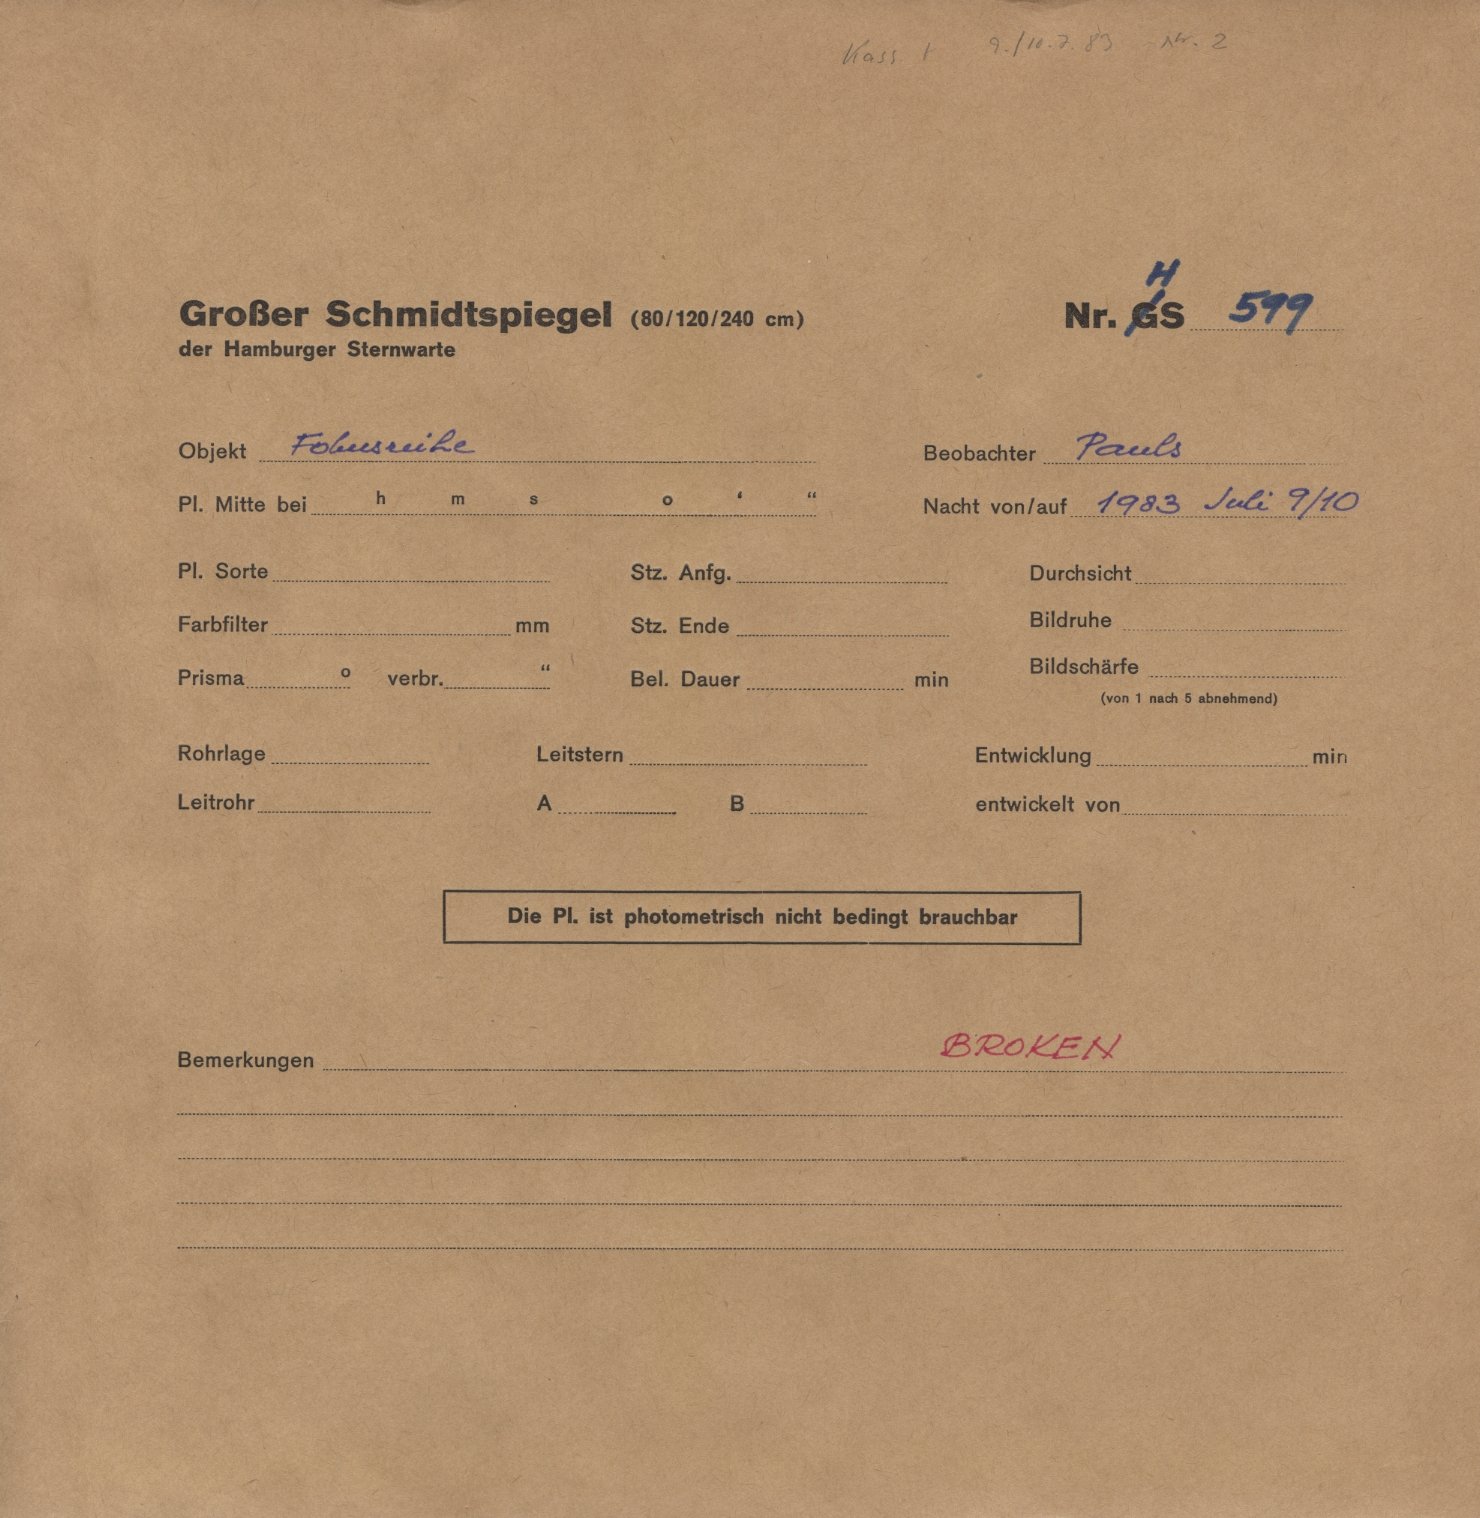 Kass 1 9./10.7.83 Nr. 2
H
Großer Schmidtspiegel (80/120/240 cm) Nr. GS 599
der Hamburger Sternwarte
Objekt Fokusreihe Beobachter Pauls
Pl. Mitte bei h m s o ‘ “ Nacht von/auf 1983 Juli 9/10
Pl. Sorte Stz. Anfg. Durchsicht
Farbfilter mm Stz. Ende Bildruhe
Prisma o verbr. “ Bel. Dauer min Bildschärfe
(von 1 nach 5 abnehmend)
Rohrlage Leitstern Entwicklung min
Leitrohr A B entwickelt von
Die Pl. ist photometrisch nicht bedingt brauchbar
Bemerkungen BROKEN